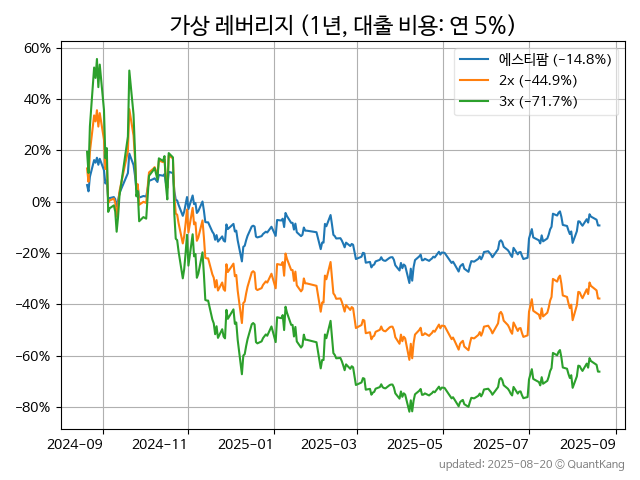 가상 레버리지 (1년, 대출 비용: 연 5%)
에스티팜 (-14.8%)
2x (-44.9%)
3x (-71.7%)
60%
40%
20%
0%
-20%
-40%
-60%
-80%
2024-09 2024-11 2025-01 2025-03 2025-05 2025-07 2025-09
updated: 2025-08-20 © QuantKang